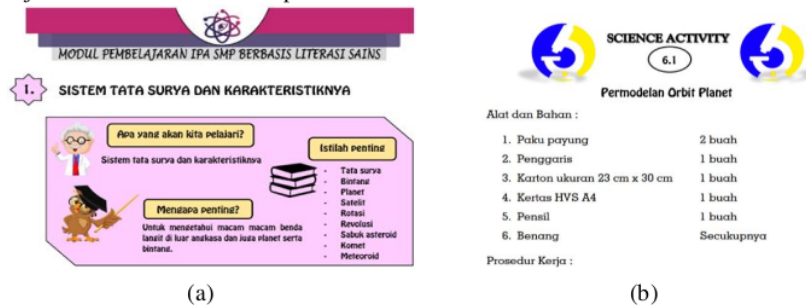 MODUL PEMBELAJARAN IPA SMP BERBASIS LITERASI SAINS
1. SISTEM TATA SURYA DAN KARAKTERISTIKNYA
Apa yang akan kita pelajari?
Sistem tata surya dan karakteristiknya
Mengapa penting?
Untuk mengetahui macam macam benda
langit di luar angkasa dan juga planet serta
bintang.
Istilah penting
- Tata surya
- Bintang
- Planet
- Satelit
- Rotasi
- Revolusi
- Sabuk asteroid
- Komet
- Meteoroid
(a)
SCIENCE ACTIVITY
6.1
Permodelan Orbit Planet
Alat dan Bahan :
1. Paku payung 2 buah
2. Penggaris 1 buah
3. Karton ukuran 23 cm x 30 cm 1 buah
4. Kertas HVS A4 1 buah
5. Pensil 1 buah
6. Benang Secukupnya
Prosedur Kerja :
(b)